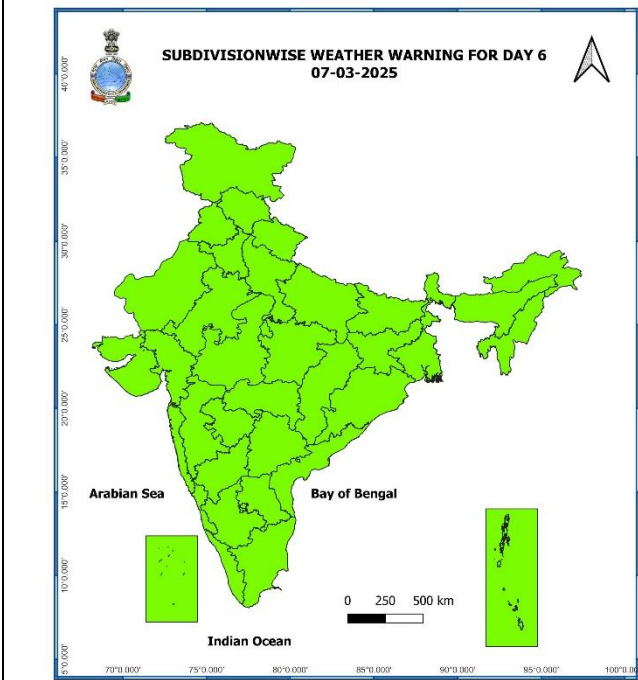 SUBDIVISIONWISE WEATHER WARNING FOR DAY 6
07-03-2025
40°0.000'
35°0.000'
30°0.000'
25°0.000'
20°0.000'
15°0.000'
10°0.000'
5°0.000'
Arabian Sea
Bay of Bengal
0 250 500 km
Indian Ocean
70°0.000' 75°0.000' 80°0.000' 85°0.000' 90°0.000' 95°0.000' 100°0.0